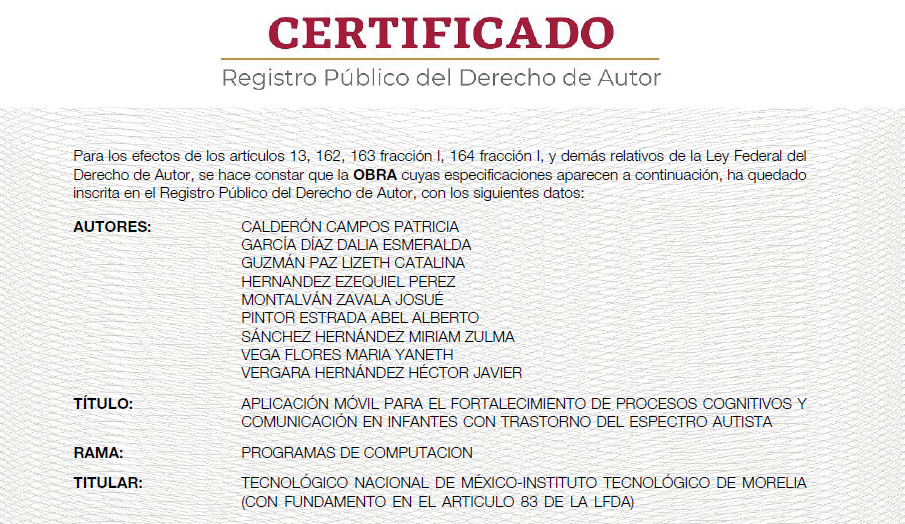 CERTIFICADO
Registro Público del Derecho de Autor
Para los efectos de los artículos 13, 162, 163 fracción I, 164 fracción I, y demás relativos de la Ley Federal del
Derecho de Autor, se hace constar que la OBRA cuyas especificaciones aparecen a continuación, ha quedado
inscrita en el Registro Público del Derecho de Autor, con los siguientes datos:
AUTORES: CALDERÓN CAMPOS PATRICIA
GARCÍA DÍAZ DALIA ESMERALDA
GUZMÁN PAZ LIZETH CATALINA
HERNANDEZ EZEQUIEL PEREZ
MONTALVÁN ZAVALA JOSUÉ
PINTOR ESTRADA ABEL ALBERTO
SÁNCHEZ HERNÁNDEZ MIRIAM ZULMA
VEGA FLORES MARIA YANETH
VERGARA HERNÁNDEZ HÉCTOR JAVIER
TÍTULO: APLICACIÓN MÓVIL PARA EL FORTALECIMIENTO DE PROCESOS COGNITIVOS Y
COMUNICACIÓN EN INFANTES CON TRASTORNO DEL ESPECTRO AUTISTA
RAMA: PROGRAMAS DE COMPUTACION
TITULAR: TECNOLÓGICO NACIONAL DE MÉXICO-INSTITUTO TECNOLÓGICO DE MORELIA
(CON FUNDAMENTO EN EL ARTICULO 83 DE LA LFDA)